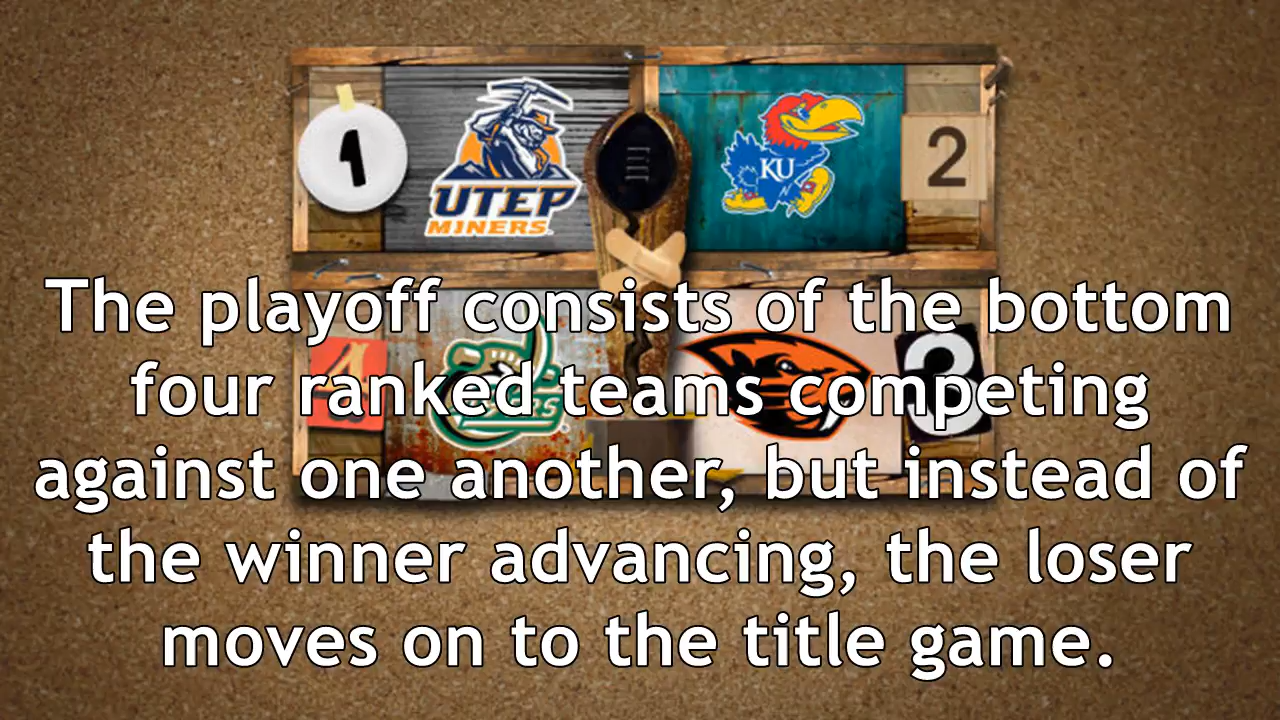 1
UTEP
MINERS
KU
2
The playoff consists of the bottom
four ranked teams competing
against one another, but instead of
the winner advancing, the loser
moves on to the title game.
4
3